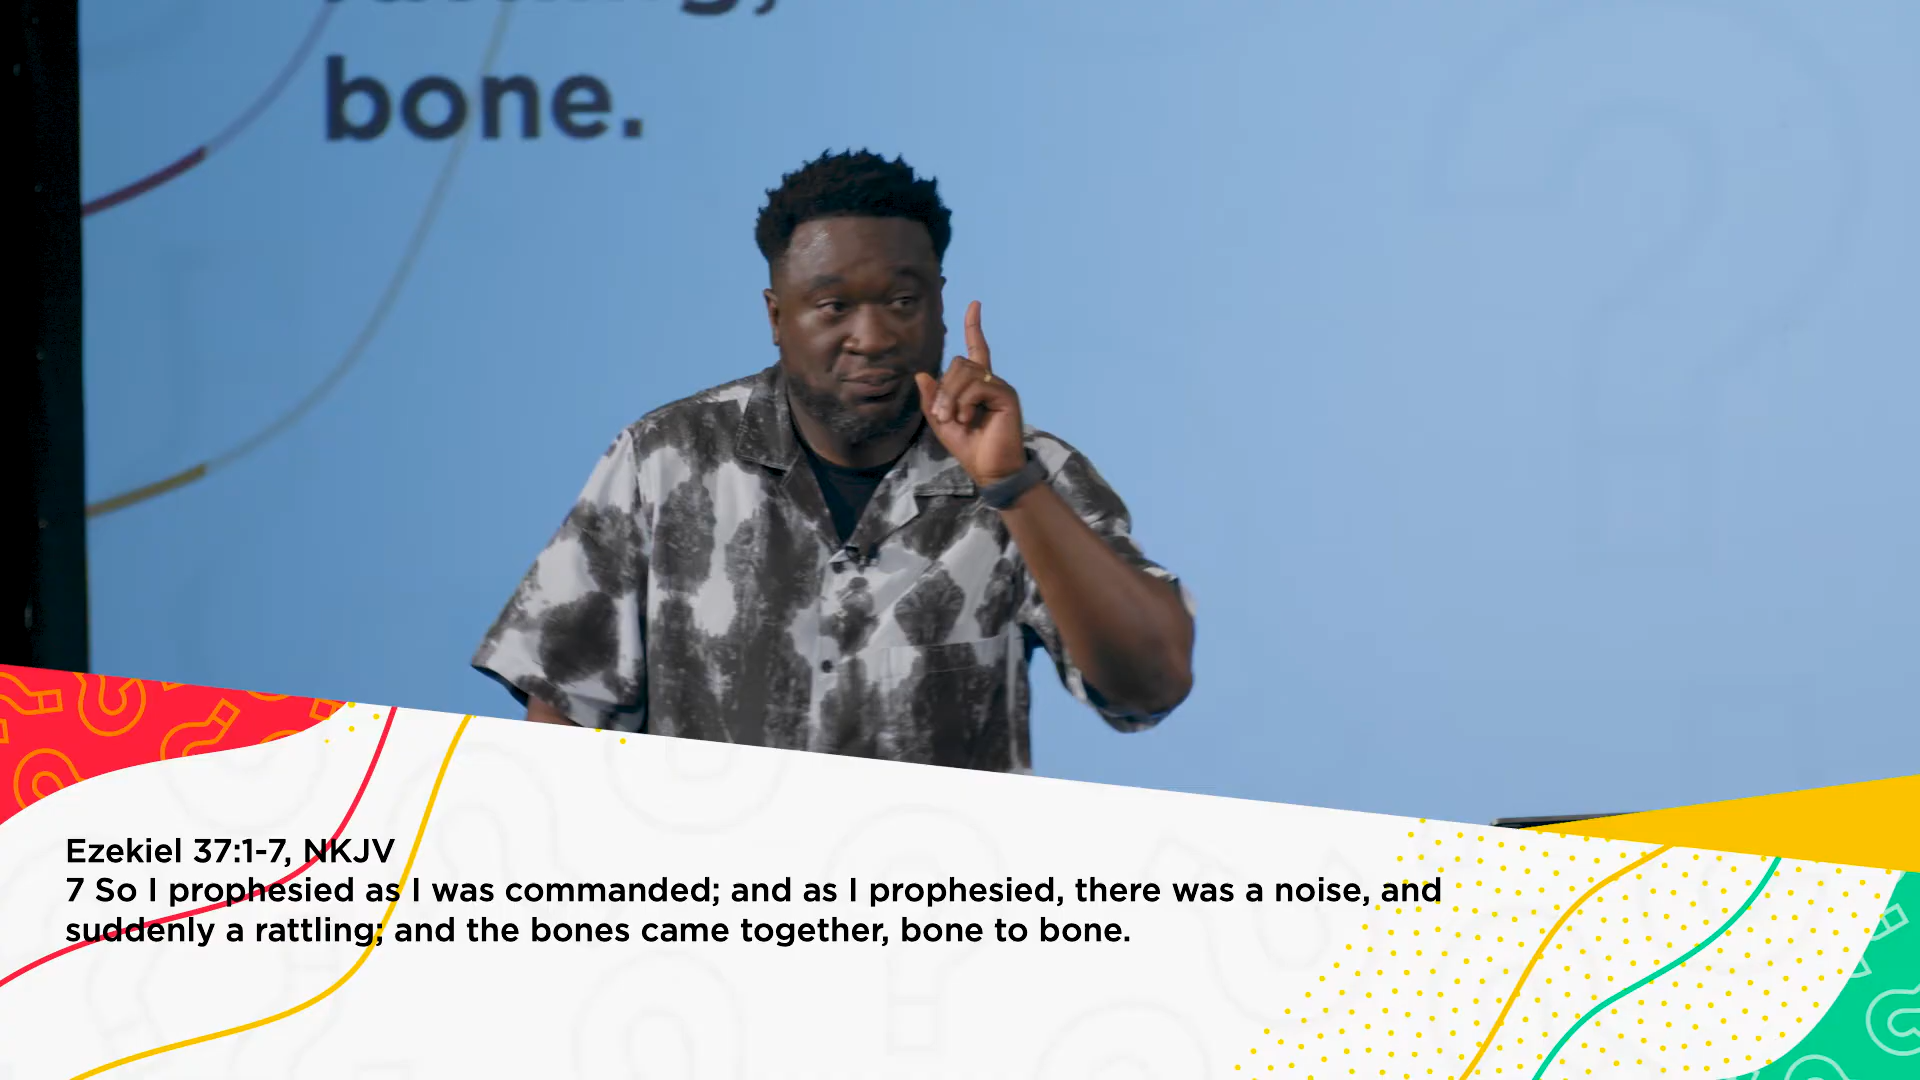 bone.
Ezekiel 37:1-7, NKJV
7 So I prophesied as I was commanded; and as I prophesied, there was a noise, and
suddenly a rattling; and the bones came together, bone to bone.